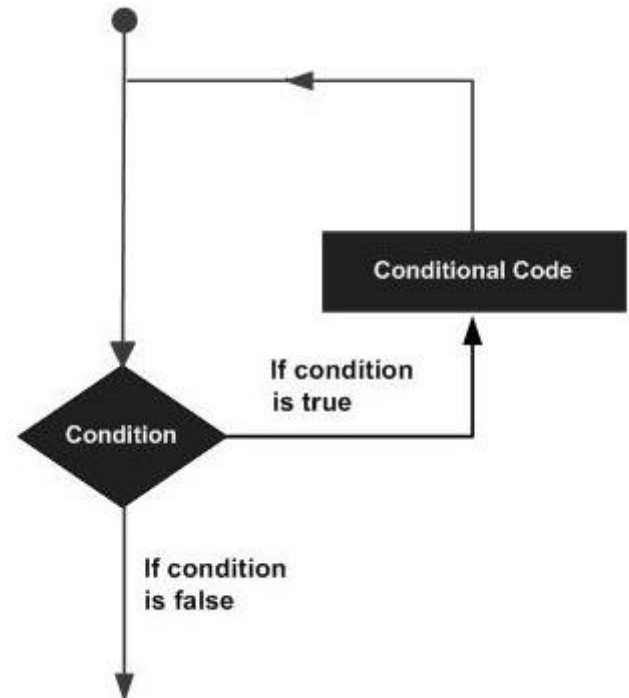 Conditional Code
If condition
is true
Condition
If condition
is false